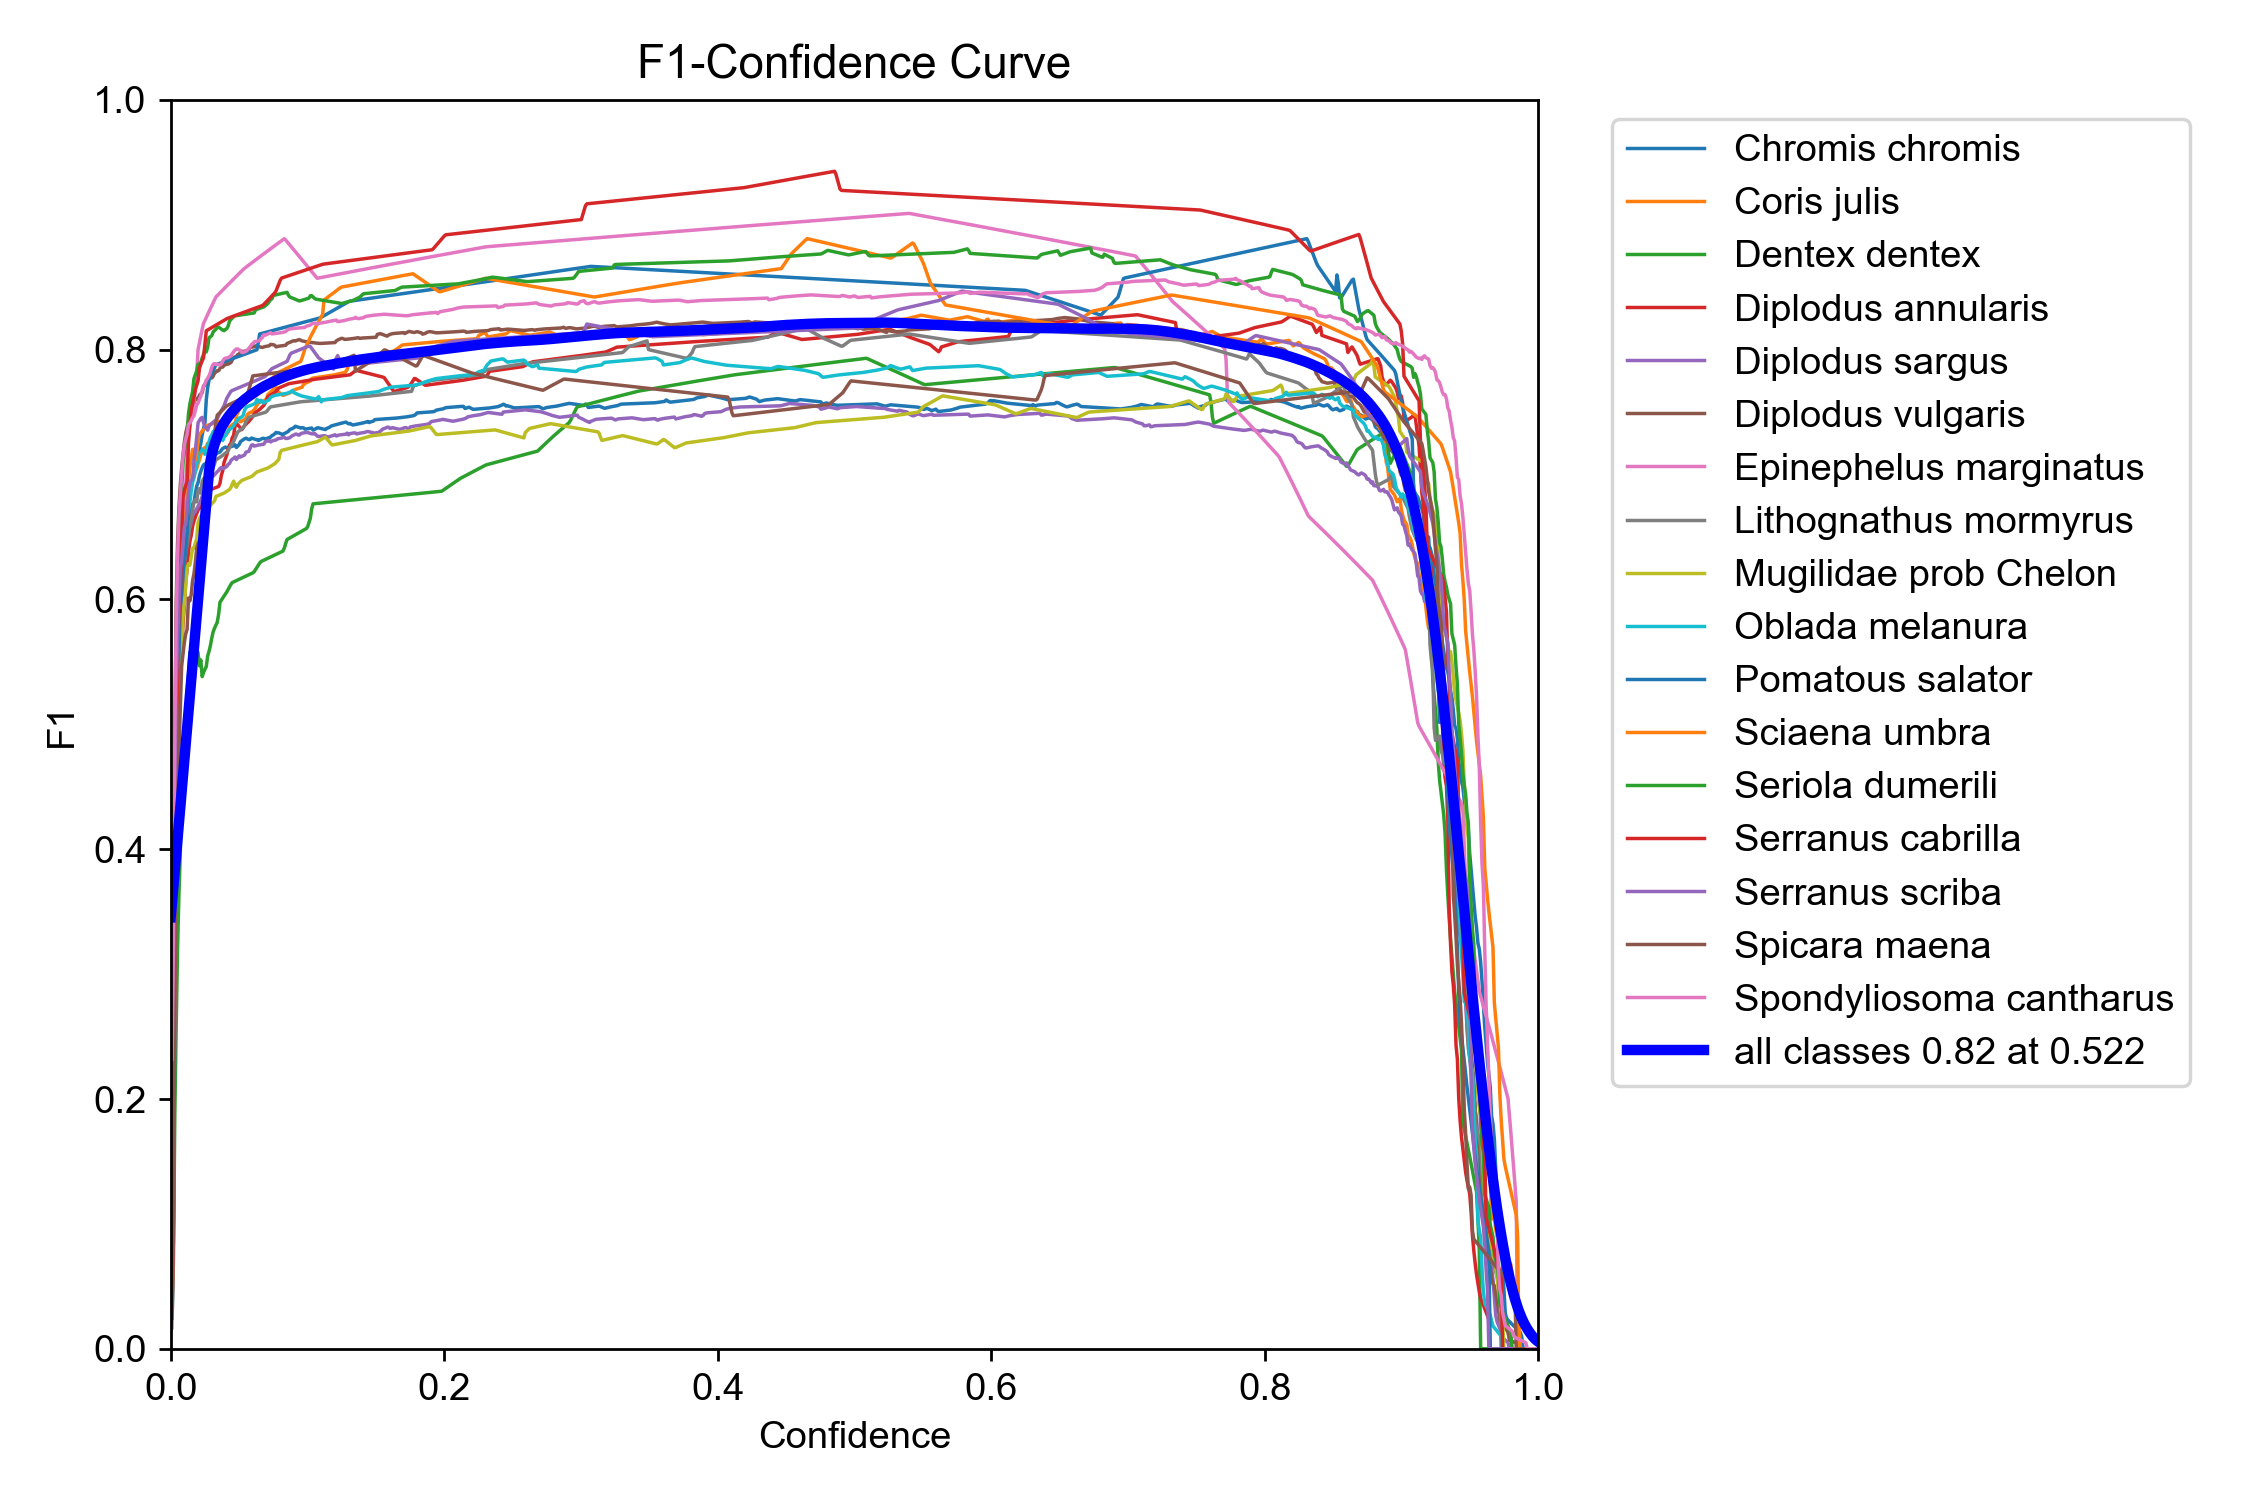 F1-Confidence Curve
1.0
0.8
0.6
0.4
0.2
0.0
F1
0.0 0.2 0.4 0.6 0.8 1.0
Confidence
Chromis chromis
Coris julis
Dentex dentex
Diplodus annularis
Diplodus sargus
Diplodus vulgaris
Epinephelus marginatus
Lithognathus mormyrus
Mugilidae prob Chelon
Oblada melanura
Pomatous salator
Sciaena umbra
Seriola dumerili
Serranus cabrilla
Serranus scriba
Spicara maena
Spondyliosoma cantharus
all classes 0.82 at 0.522